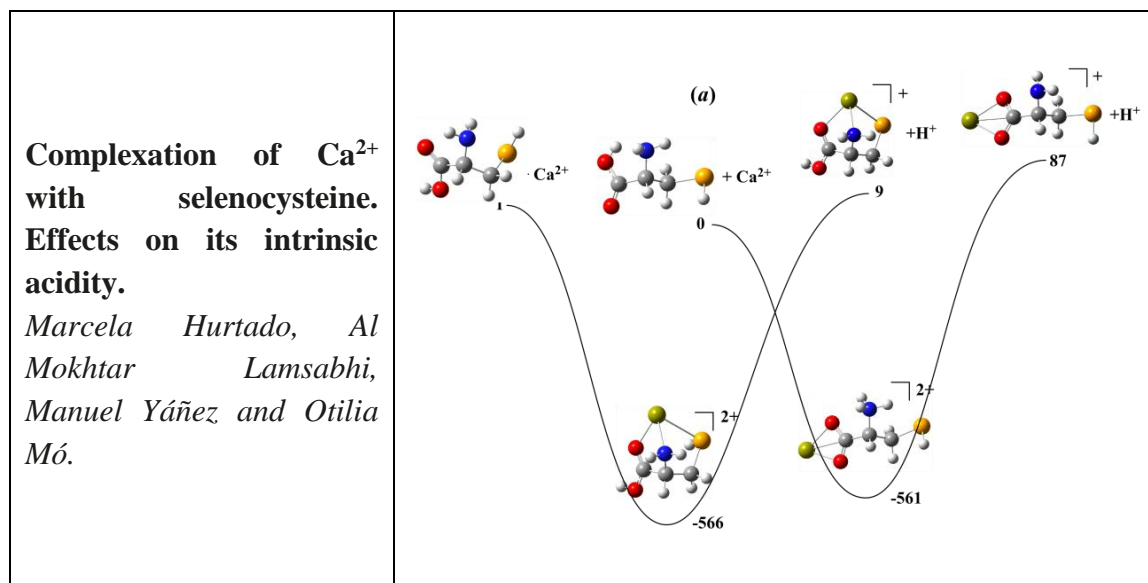 Complexation of Ca2+
with selenocysteine.
Effects on its intrinsic
acidity.
Marcela Hurtado, Al
Mokhtar Lamsabhi,
Manuel Yáñez and Otilia
Mó.
(a)
+
+H+
+
+H+
Ca2+
+ Ca2+
1
0
9
87
2+
2+
-566
-561